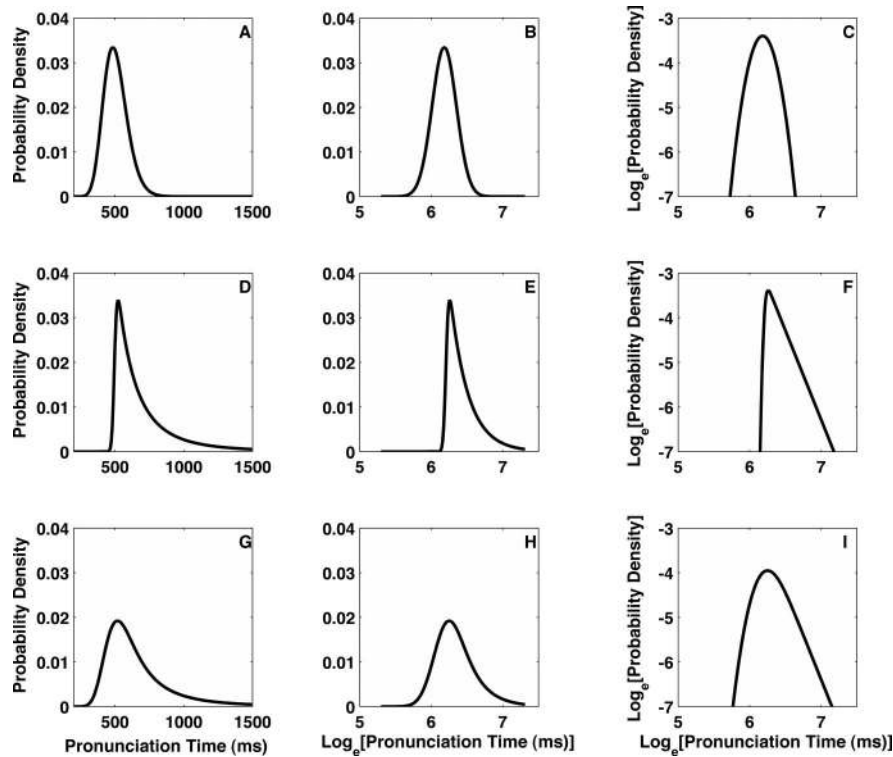 A
Probability Density
0.04
0.03
0.02
0.01
0
500 1000 1500
B
0.04
0.03
0.02
0.01
0
5 6 7
C
Log_e[Probability Density]
-3
-4
-5
-6
-7
5 6 7
D
Probability Density
0.04
0.03
0.02
0.01
0
500 1000 1500
E
0.04
0.03
0.02
0.01
0
5 6 7
F
Log_e[Probability Density]
-3
-4
-5
-6
-7
5 6 7
G
Probability Density
0.04
0.03
0.02
0.01
0
500 1000 1500
Pronunciation Time (ms)
H
0.04
0.03
0.02
0.01
0
5 6 7
Log_e[Pronunciation Time (ms)]
I
Log_e[Probability Density]
-3
-4
-5
-6
-7
5 6 7
Log_e[Pronunciation Time (ms)]